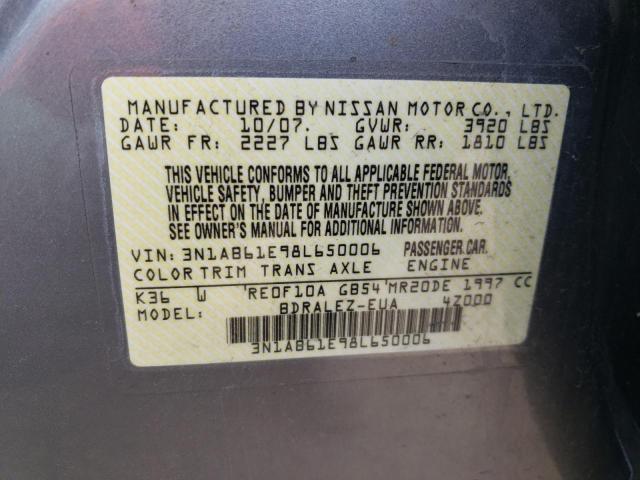 MANUFACTURED BY NISSAN MOTOR CO., LTD.
DATE: 10/07. GVWR: 3920 LBS
GAWR FR: 2227 LBS GAWR RR: 1810 LBS
THIS VEHICLE CONFORMS TO ALL APPLICABLE FEDERAL MOTOR
VEHICLE SAFETY, BUMPER AND THEFT PREVENTION STANDARDS
IN EFFECT ON THE DATE OF MANUFACTURE SHOWN ABOVE.
SEE OWNER'S MANUAL FOR ADDITIONAL INFORMATION.
VIN: 3N1AB61E98L650006 PASSENGER CAR.
COLOR TRIM TRANS AXLE ENGINE
K36 W RE0F10A GB54 MR20DE 1997 CC
MODEL: BDRALEZ-EUA 4Z000
3N1AB61E98L650006